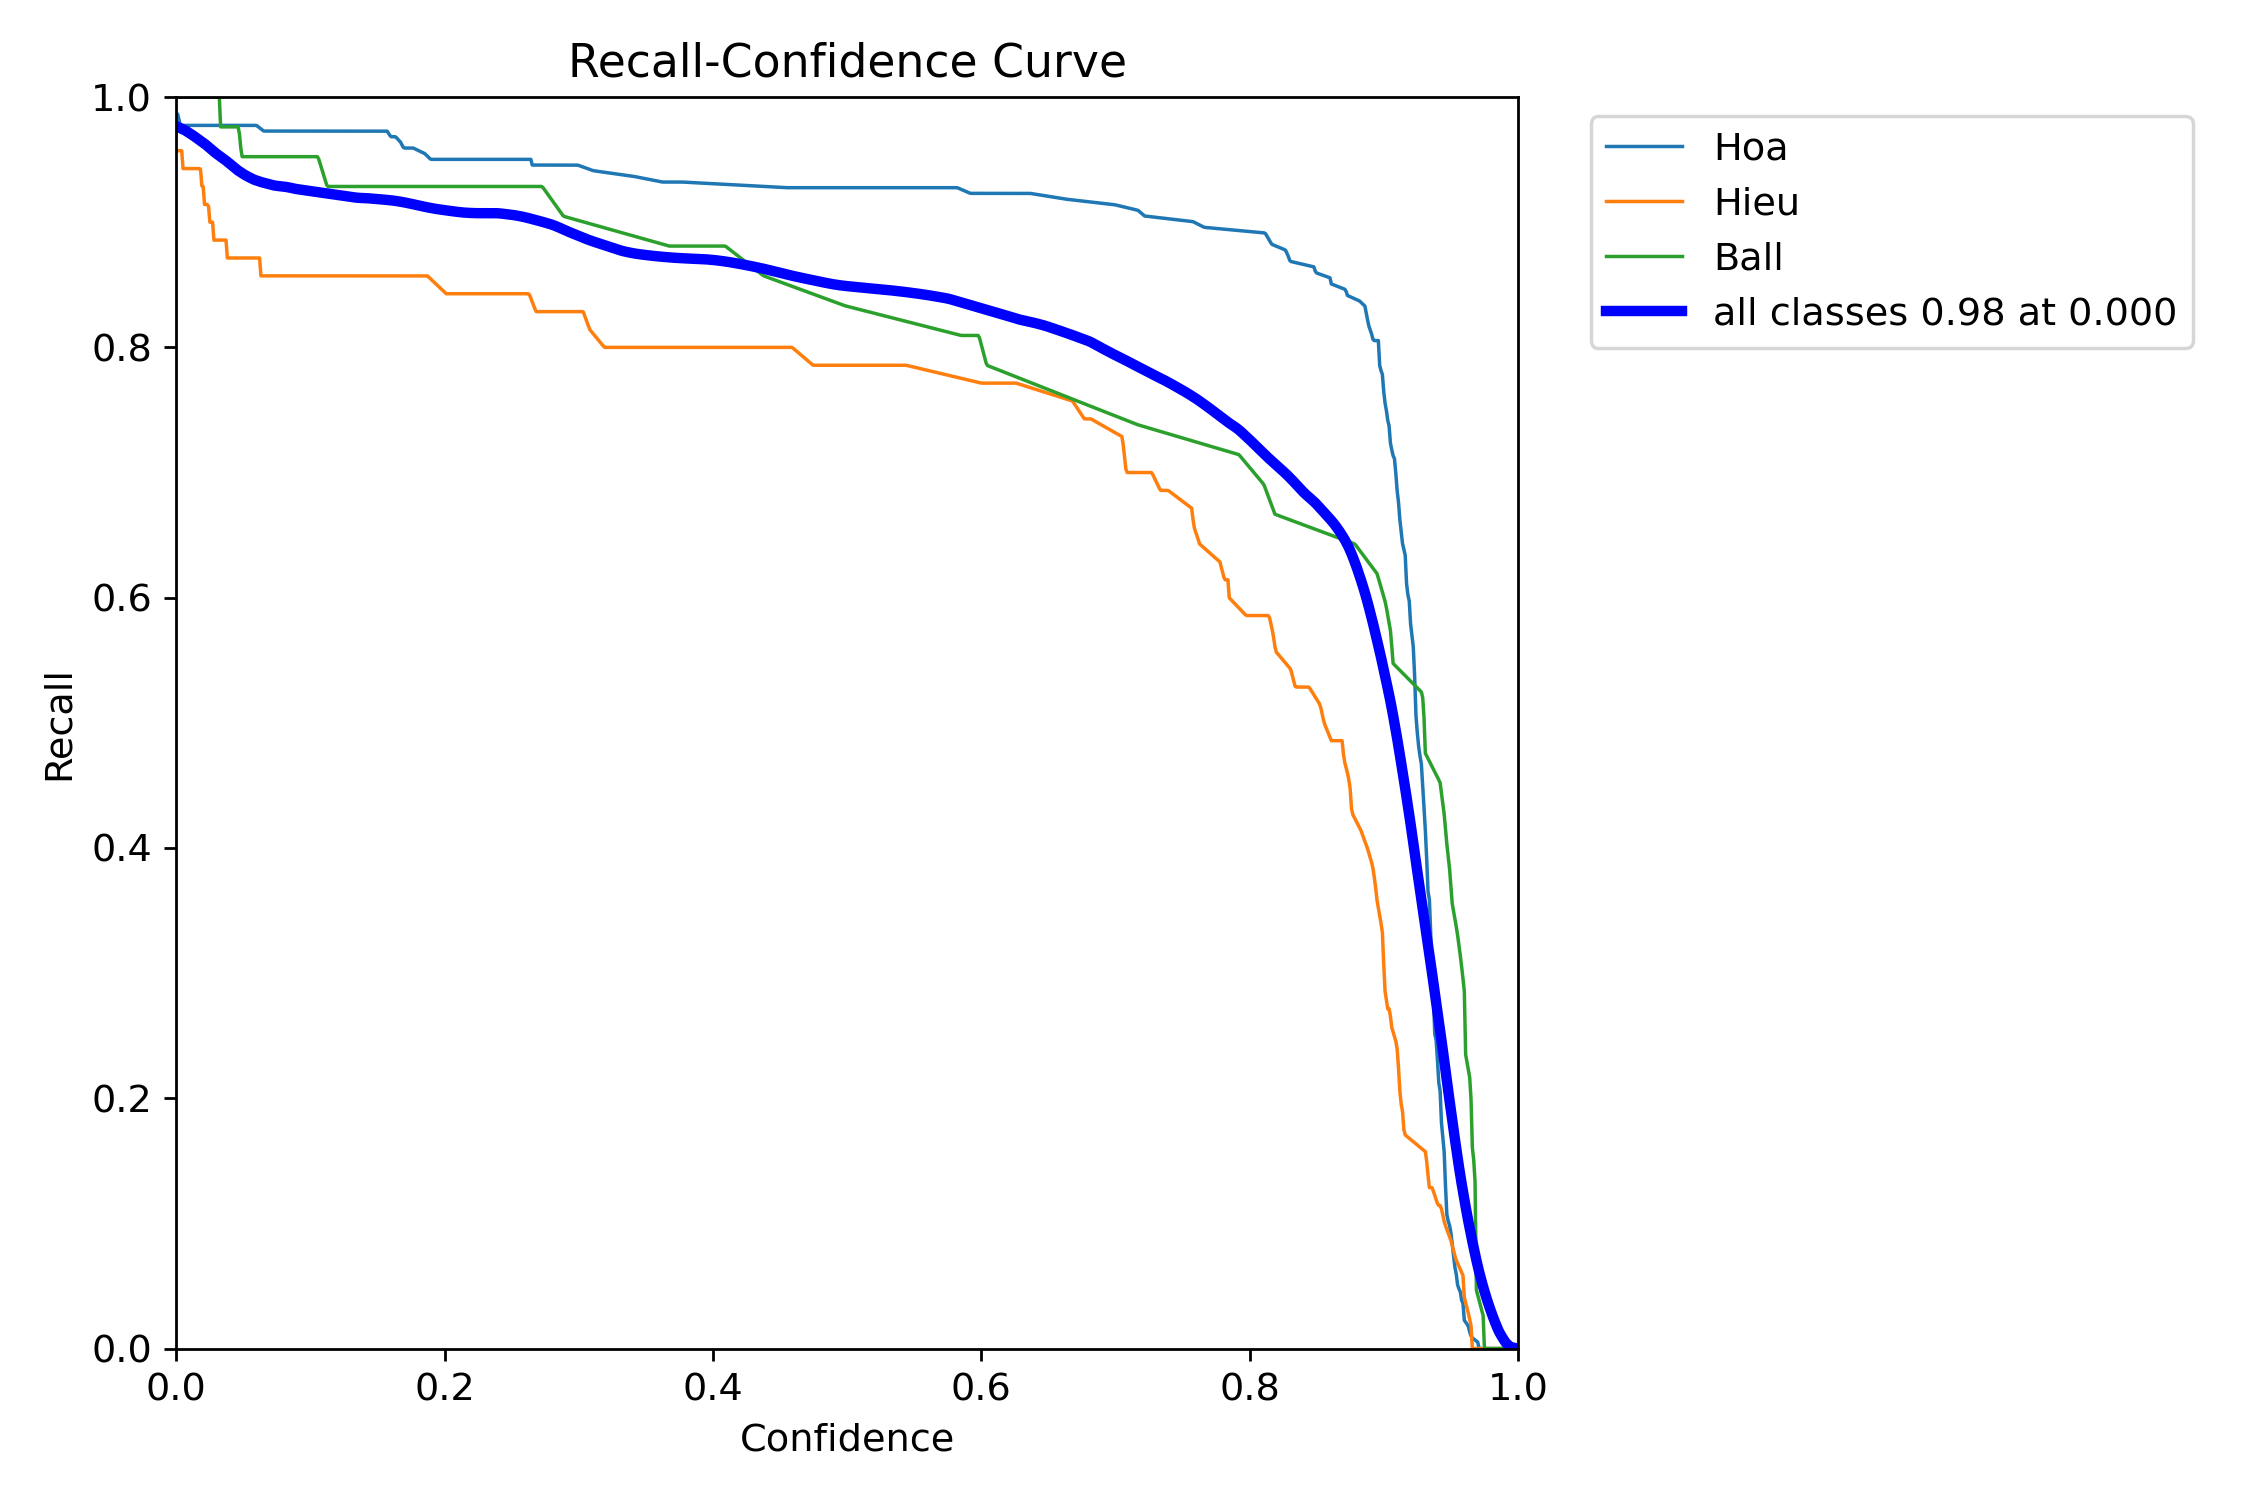 Recall-Confidence Curve
1.0
0.8
0.6
0.4
0.2
0.0
Recall
0.0 0.2 0.4 0.6 0.8 1.0
Confidence
Hoa
Hieu
Ball
all classes 0.98 at 0.000